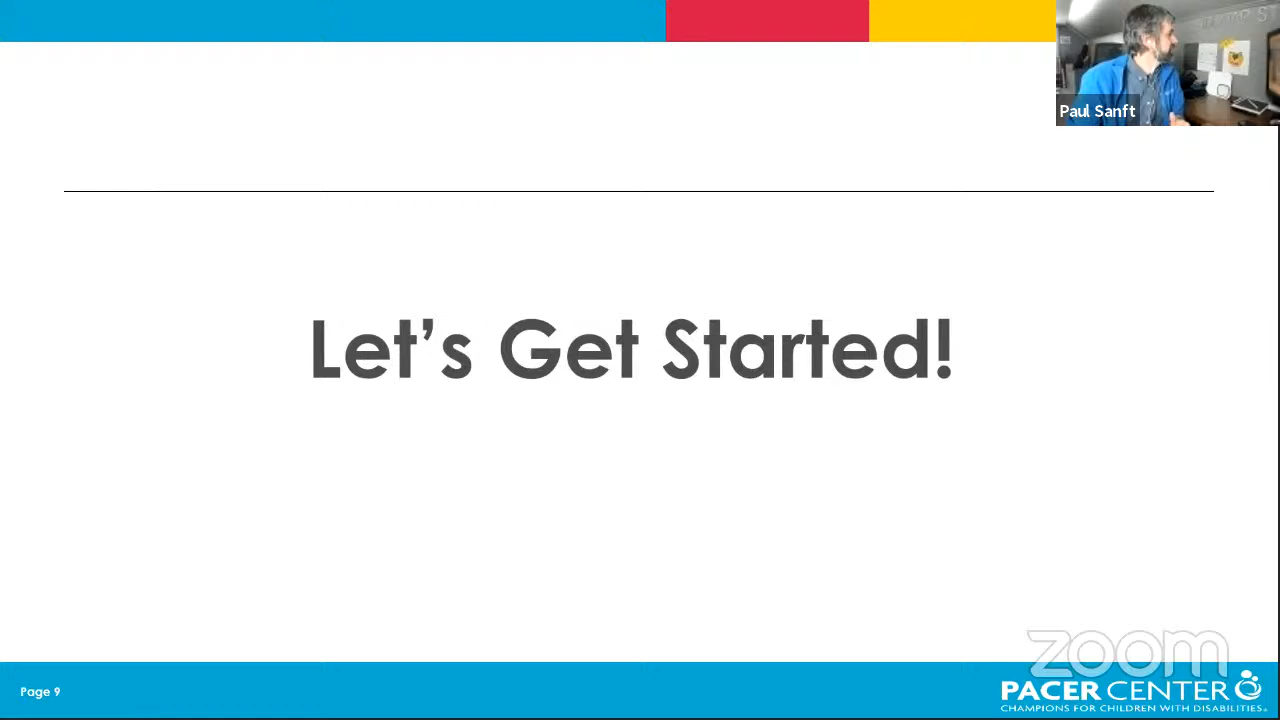 Paul Sanft
Let's Get Started!
zoom
Page 9
PACER CENTER
CHAMPIONS FOR CHILDREN WITH DISABILITIES.